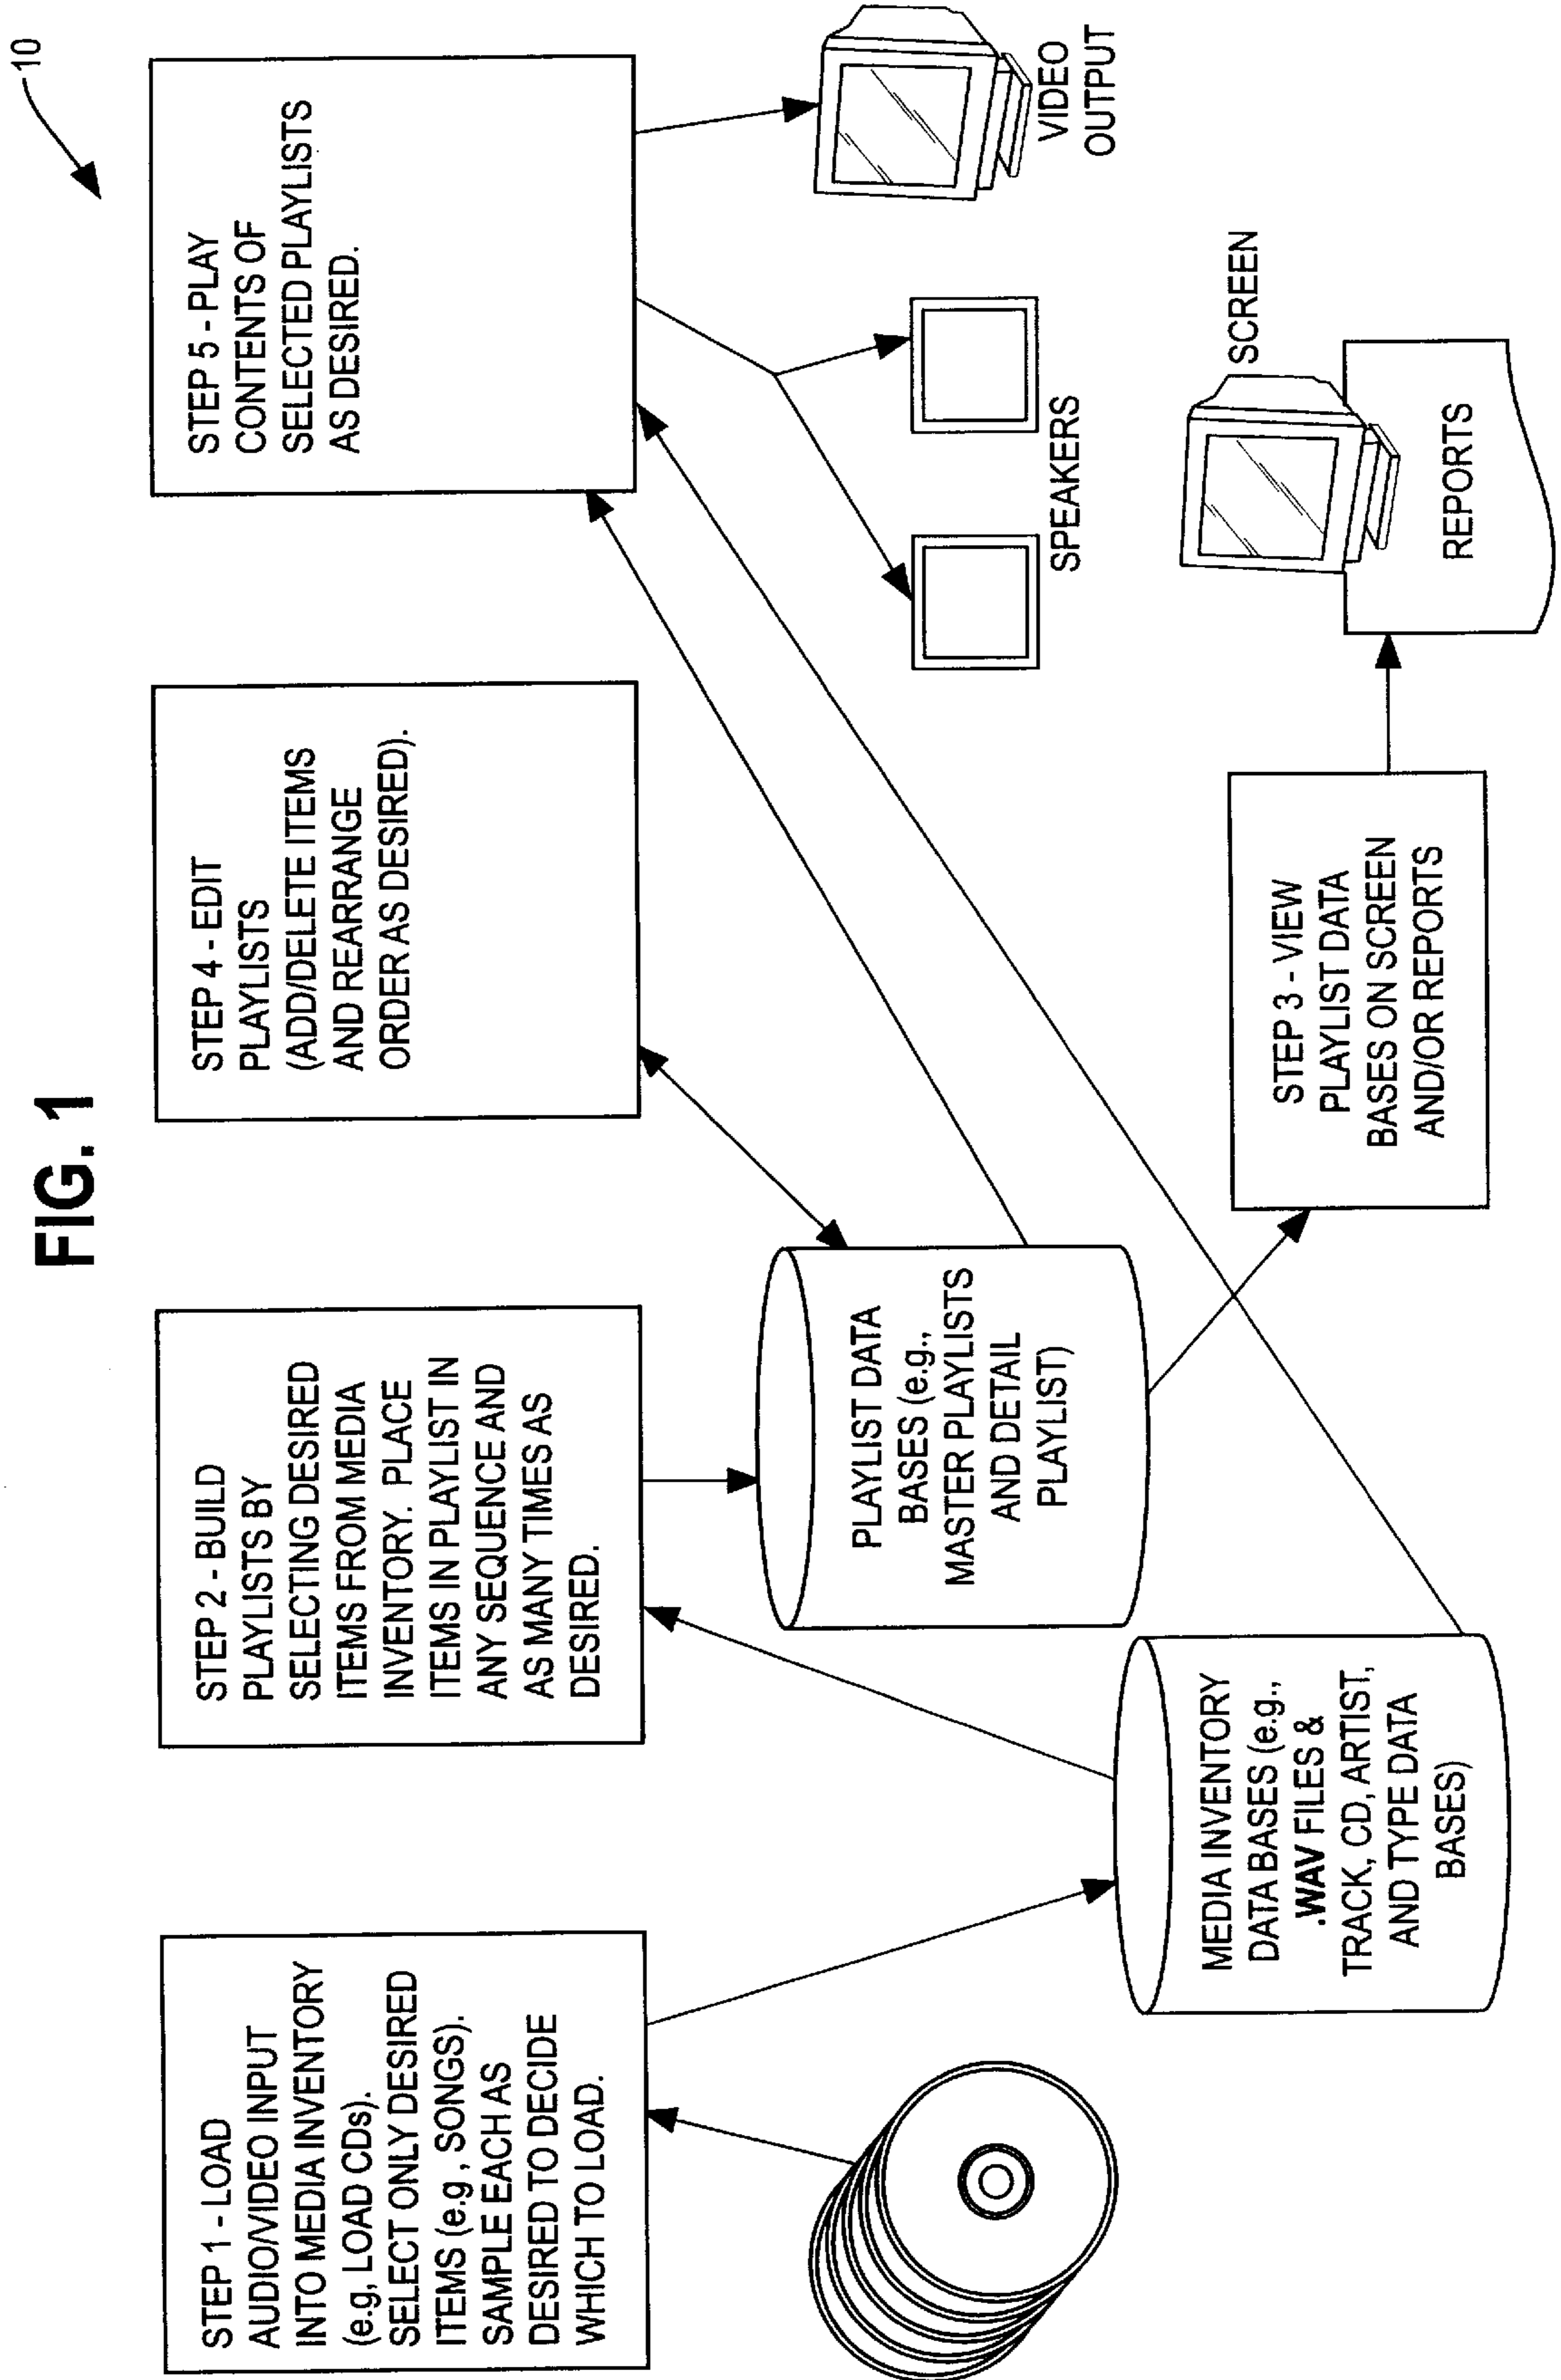 FIG. 1
10
STEP 1 - LOAD
AUDIO/VIDEO INPUT
INTO MEDIA INVENTORY
(e.g, LOAD CDs).
SELECT ONLY DESIRED
ITEMS (e.g , SONGS).
SAMPLE EACH AS
DESIRED TO DECIDE
WHICH TO LOAD.
STEP 2 - BUILD
PLAYLISTS BY
SELECTING DESIRED
ITEMS FROM MEDIA
INVENTORY. PLACE
ITEMS IN PLAYLIST IN
ANY SEQUENCE AND
AS MANY TIMES AS
DESIRED.
STEP 4 - EDIT
PLAYLISTS
(ADD/DELETE ITEMS
AND REARRANGE
ORDER AS DESIRED).
STEP 5 - PLAY
CONTENTS OF
SELECTED PLAYLISTS
AS DESIRED.
PLAYLIST DATA
BASES (e.g.,
MASTER PLAYLISTS
AND DETAIL
PLAYLIST)
SPEAKERS
VIDEO
OUTPUT
MEDIA INVENTORY
DATA BASES (e.g.,
.WAV FILES &
TRACK, CD, ARTIST,
AND TYPE DATA
BASES)
STEP 3 - VIEW
PLAYLIST DATA
BASES ON SCREEN
AND/OR REPORTS
SCREEN
REPORTS